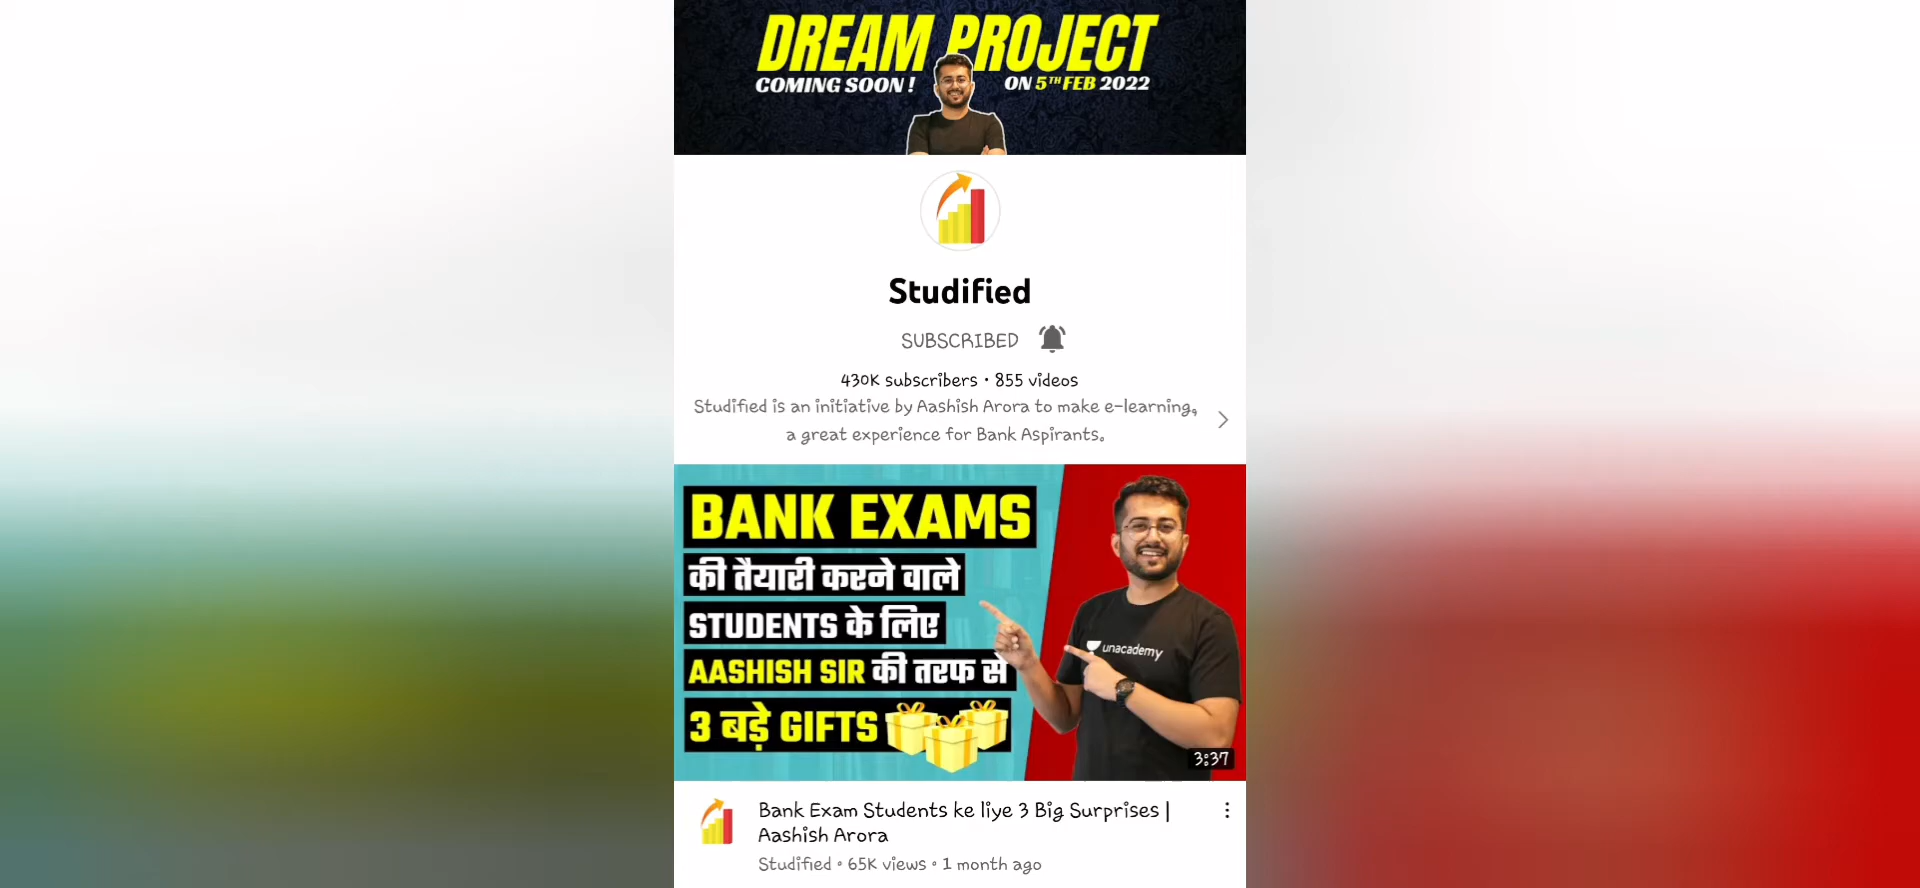 DREAM PROJECT
COMING SOON ! ON 5TH FEB 2022
Studified
SUBSCRIBED
430K subscribers • 855 videos
Studified is an initiative by Aashish Arora to make e-learning,
a great experience for Bank Aspirants.
BANK EXAMS
की तैयारी करने वाले
STUDENTS के लिए
AASHISH SIR की तरफ से
3 बड़े GIFTS
unacademy
3:37
Bank Exam Students ke liye 3 Big Surprises |
Aashish Arora
Studified • 65K views • 1 month ago